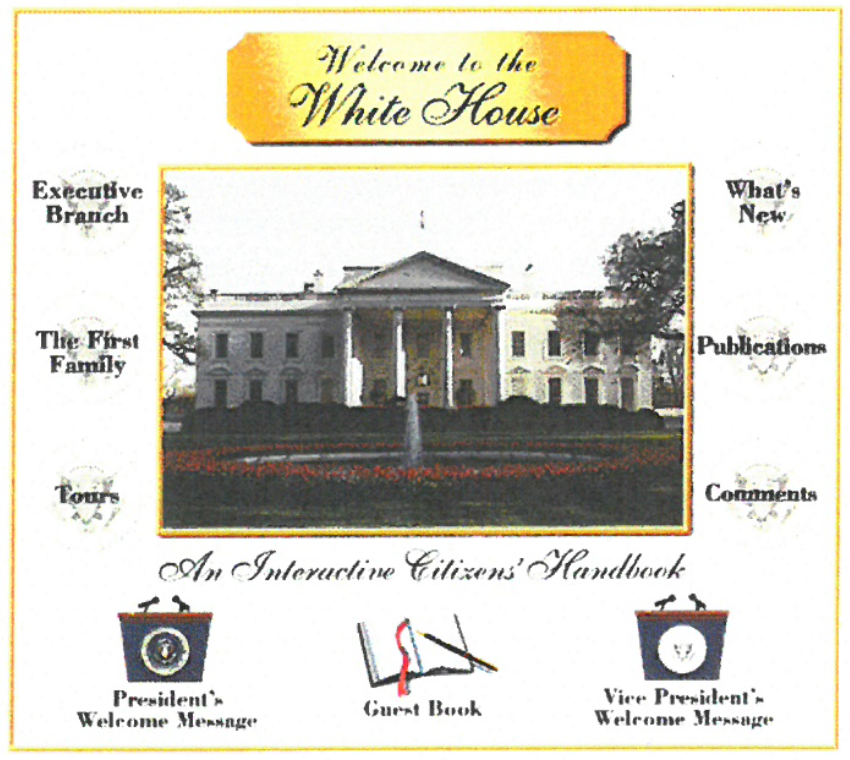 Welcome to the
White House
Executive
Branch
What's
New
The First
Family
Publications
Tours
Comments
An Interactive Citizens' Handbook
President's
Welcome Message
Guest Book
Vice President's
Welcome Message